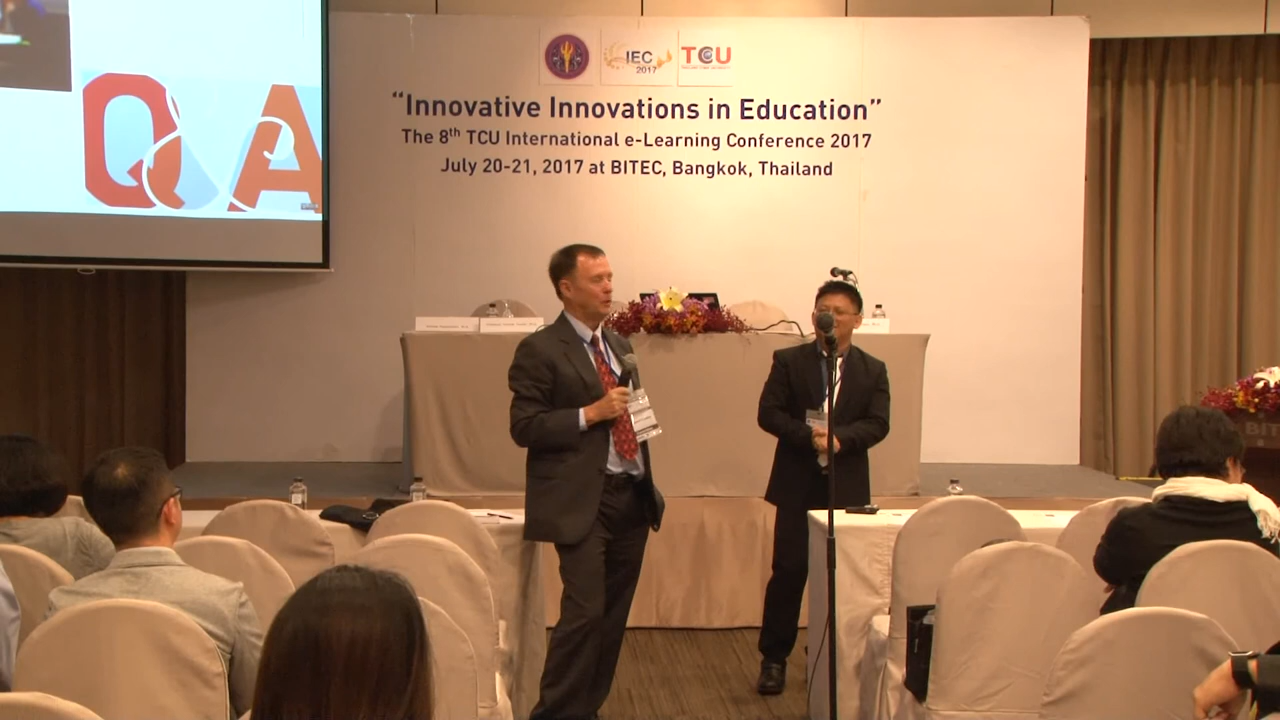 Q&A
IEC
2017
TCU
“Innovative Innovations in Education”
The 8th TCU International e-Learning Conference 2017
July 20-21, 2017 at BITEC, Bangkok, Thailand
BITE